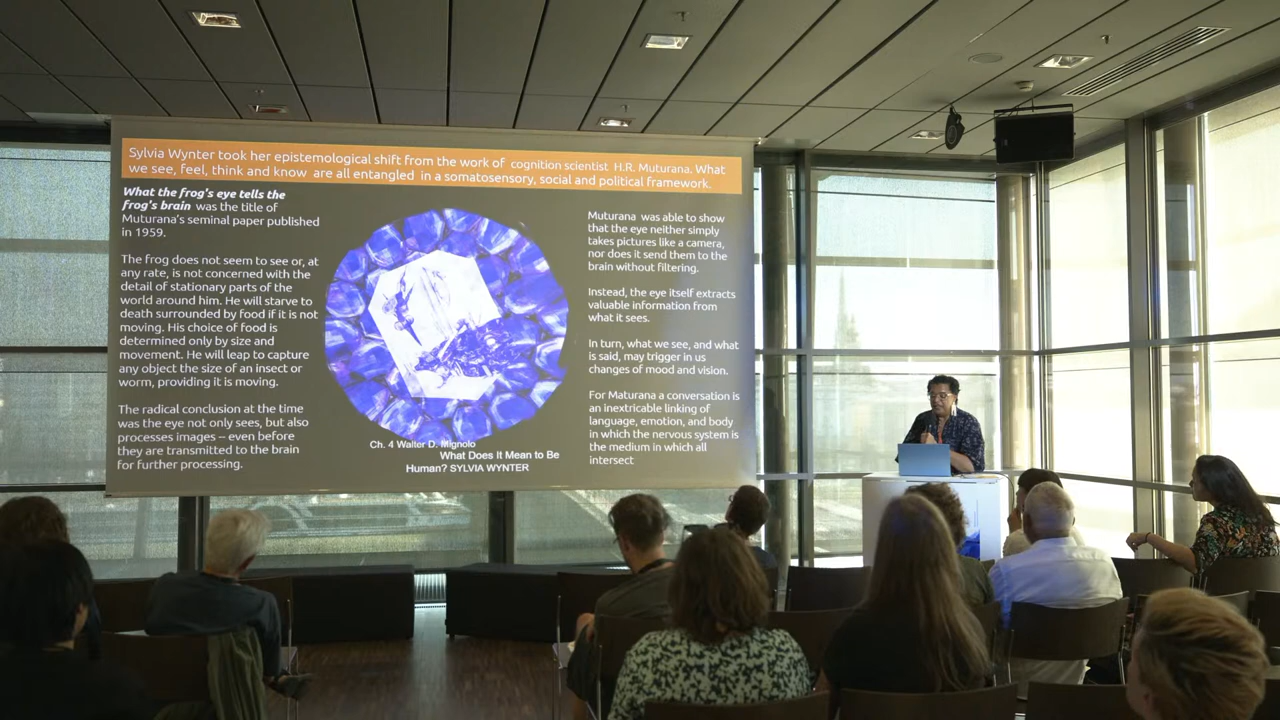 Sylvia Wynter took her epistemological shift from the work of cognition scientist H.R. Muturana. What
we see, feel, think and know are all entangled in a somatosensory, social and political framework.
What the frog's eye tells the
frog's brain was the title of
Muturana's seminal paper published
in 1959.
The frog does not seem to see or, at
any rate, is not concerned with the
detail of stationary parts of the
world around him. He will starve to
death surrounded by food if it is not
moving. His choice of food is
determined only by size and
movement. He will leap to capture
any object the size of an insect or
worm, providing it is moving.
The radical conclusion at the time
was the eye not only sees, but also
processes images – even before
they are transmitted to the brain
for further processing.
Ch. 4 Walter D. Mignolo
What Does It Mean to Be
Human? SYLVIA WYNTER
Muturana was able to show
that the eye neither simply
takes pictures like a camera,
nor does it send them to the
brain without filtering.
Instead, the eye itself extracts
valuable information from
what it sees.
In turn, what we see, and what
is said, may trigger in us
changes of mood and vision.
For Maturana a conversation is
an inextricable linking of
language, emotion, and body
in which the nervous system is
the medium in which all
intersect